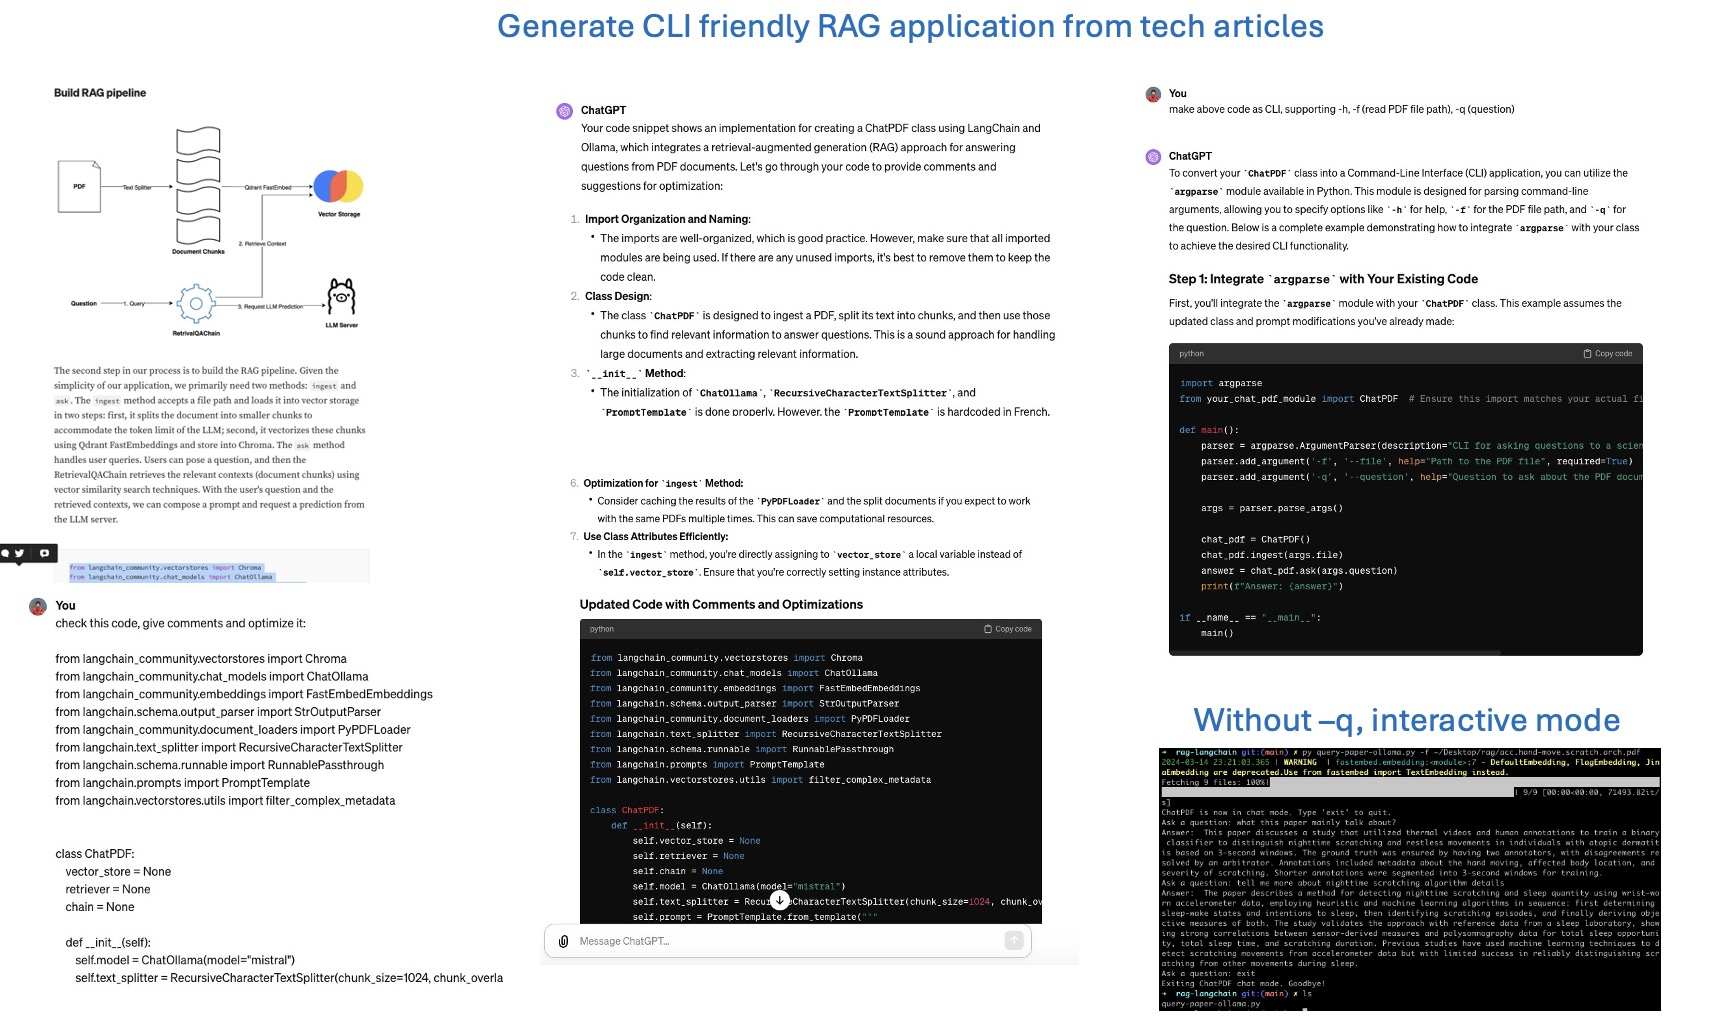 Generate CLI friendly RAG application from tech articles
Build RAG pipeline
PDF
Text Splitter
Qdrant FastEmbed
Vector Storage
2. Retrieve Context
Document Chunks
Question
1. Query
3. Request LLM Prediction
LLM Server
RetrivalQAChain
The second step in our process is to build the RAG pipeline. Given the
simplicity of our application, we primarily need two methods: ingest and
ask. The ingest method accepts a file path and loads it into vector storage
in two steps: first, it splits the document into smaller chunks to
accommodate the token limit of the LLM; second, it vectorizes these chunks
using Qdrant FastEmbeddings and store into Chroma. The ask method
handles user queries. Users can pose a question, and then the
RetrievalQAChain retrieves the relevant contexts (document chunks) using
vector similarity search techniques. With the user's question and the
retrieved contexts, we can compose a prompt and request a prediction from
the LLM server.
from langchain_community.vectorstores import Chroma
from langchain_community.chat_models import ChatOllama
You
check this code, give comments and optimize it:
from langchain_community.vectorstores import Chroma
from langchain_community.chat_models import ChatOllama
from langchain_community.embeddings import FastEmbedEmbeddings
from langchain.schema.output_parser import StrOutputParser
from langchain_community.document_loaders import PyPDFLoader
from langchain.text_splitter import RecursiveCharacterTextSplitter
from langchain.schema.runnable import RunnablePassthrough
from langchain.prompts import PromptTemplate
from langchain.vectorstores.utils import filter_complex_metadata
class ChatPDF:
vector_store = None
retriever = None
chain = None
def __init__(self):
self.model = ChatOllama(model="mistral")
self.text_splitter = RecursiveCharacterTextSplitter(chunk_size=1024, chunk_overla
ChatGPT
Your code snippet shows an implementation for creating a ChatPDF class using LangChain and
Ollama, which integrates a retrieval-augmented generation (RAG) approach for answering
questions from PDF documents. Let's go through your code to provide comments and
suggestions for optimization:
1. Import Organization and Naming:
• The imports are well-organized, which is good practice. However, make sure that all imported
modules are being used. If there are any unused imports, it's best to remove them to keep the
code clean.
2. Class Design:
• The class `ChatPDF` is designed to ingest a PDF, split its text into chunks, and then use those
chunks to find relevant information to answer questions. This is a sound approach for handling
large documents and extracting relevant information.
3. `__init__` Method:
• The initialization of `ChatOllama`, `RecursiveCharacterTextSplitter`, and
`PromptTemplate` is done properly. However, the `PromptTemplate` is hardcoded in French.
6. Optimization for `ingest` Method:
• Consider caching the results of the `PyPDFLoader` and the split documents if you expect to work
with the same PDFs multiple times. This can save computational resources.
7. Use Class Attributes Efficiently:
• In the `ingest` method, you're directly assigning to `vector_store` a local variable instead of
`self.vector_store`. Ensure that you're correctly setting instance attributes.
Updated Code with Comments and Optimizations
python
Copy code
from langchain_community.vectorstores import Chroma
from langchain_community.chat_models import ChatOllama
from langchain_community.embeddings import FastEmbedEmbeddings
from langchain.schema.output_parser import StrOutputParser
from langchain_community.document_loaders import PyPDFLoader
from langchain.text_splitter import RecursiveCharacterTextSplitter
from langchain.schema.runnable import RunnablePassthrough
from langchain.prompts import PromptTemplate
from langchain.vectorstores.utils import filter_complex_metadata
class ChatPDF:
def __init__(self):
self.vector_store = None
self.retriever = None
self.chain = None
self.model = ChatOllama(model="mistral")
self.text_splitter = RecursiveCharacterTextSplitter(chunk_size=1024, chunk_ov
self.prompt = PromptTemplate.from_template("""
Message ChatGPT...
You
make above code as CLI, supporting -h, -f (read PDF file path), -q (question)
ChatGPT
To convert your `ChatPDF` class into a Command-Line Interface (CLI) application, you can utilize the
`argparse` module available in Python. This module is designed for parsing command-line
arguments, allowing you to specify options like `-h` for help, `-f` for the PDF file path, and `-q` for
the question. Below is a complete example demonstrating how to integrate `argparse` with your class
to achieve the desired CLI functionality.
Step 1: Integrate `argparse` with Your Existing Code
First, you'll integrate the `argparse` module with your `ChatPDF` class. This example assumes the
updated class and prompt modifications you've already made:
python
Copy code
import argparse
from your_chat_pdf_module import ChatPDF # Ensure this import matches your actual fi
def main():
parser = argparse.ArgumentParser(description="CLI for asking questions to a scien
parser.add_argument('-f', '--file', help="Path to the PDF file", required=True)
parser.add_argument('-q', '--question', help="Question to ask about the PDF docum
args = parser.parse_args()
chat_pdf = ChatPDF()
chat_pdf.ingest(args.file)
answer = chat_pdf.ask(args.question)
print(f"Answer: {answer}")
if __name__ == "__main__":
main()
Without –q, interactive mode
➜ rag-langchain git:(main) ✗ py query-paper-ollama.py -f ~/Desktop/rag/acc.hand-move.scratch.arch.pdf
2024-03-14 23:21:03.365 | WARNING | fastembed.embedding:<module>:7 - DefaultEmbedding, FlagEmbedding, Jin
aEmbedding are deprecated.Use from fastembed import TextEmbedding instead.
Fetching 9 files: 100%|
| 9/9 [00:00<00:00, 71493.82it/
s]
ChatPDF is now in chat mode. Type 'exit' to quit.
Ask a question: what this paper mainly talk about?
Answer: This paper discusses a study that utilized thermal videos and human annotations to train a binary
classifier to distinguish nighttime scratching and restless movements in individuals with atopic dermatit
is based on 3-second windows. The ground truth was ensured by having two annotators, with disagreements re
solved by an arbitrator. Annotations included metadata about the hand moving, affected body location, and
severity of scratching. Shorter annotations were segmented into 3-second windows for training.
Ask a question: tell me more about nighttime scratching algorithm details
Answer: The paper describes a method for detecting nighttime scratching and sleep quantity using wrist-wo
rn accelerometer data, employing heuristic and machine learning algorithms in sequence: first determining
sleep-wake states and intentions to sleep, then identifying scratching episodes, and finally deriving obje
ctive measures of both. The study validates the approach with reference data from a sleep laboratory, show
ing strong correlations between sensor-derived measures and polysomnography data for total sleep opportuni
ty, total sleep time, and scratching duration. Previous studies have used machine learning techniques to d
etect scratching movements from accelerometer data but with limited success in reliably distinguishing scr
atching from other movements during sleep.
Ask a question: exit
Exiting ChatPDF chat mode. Goodbye!
➜ rag-langchain git:(main) ✗ ls
query-paper-ollama.py